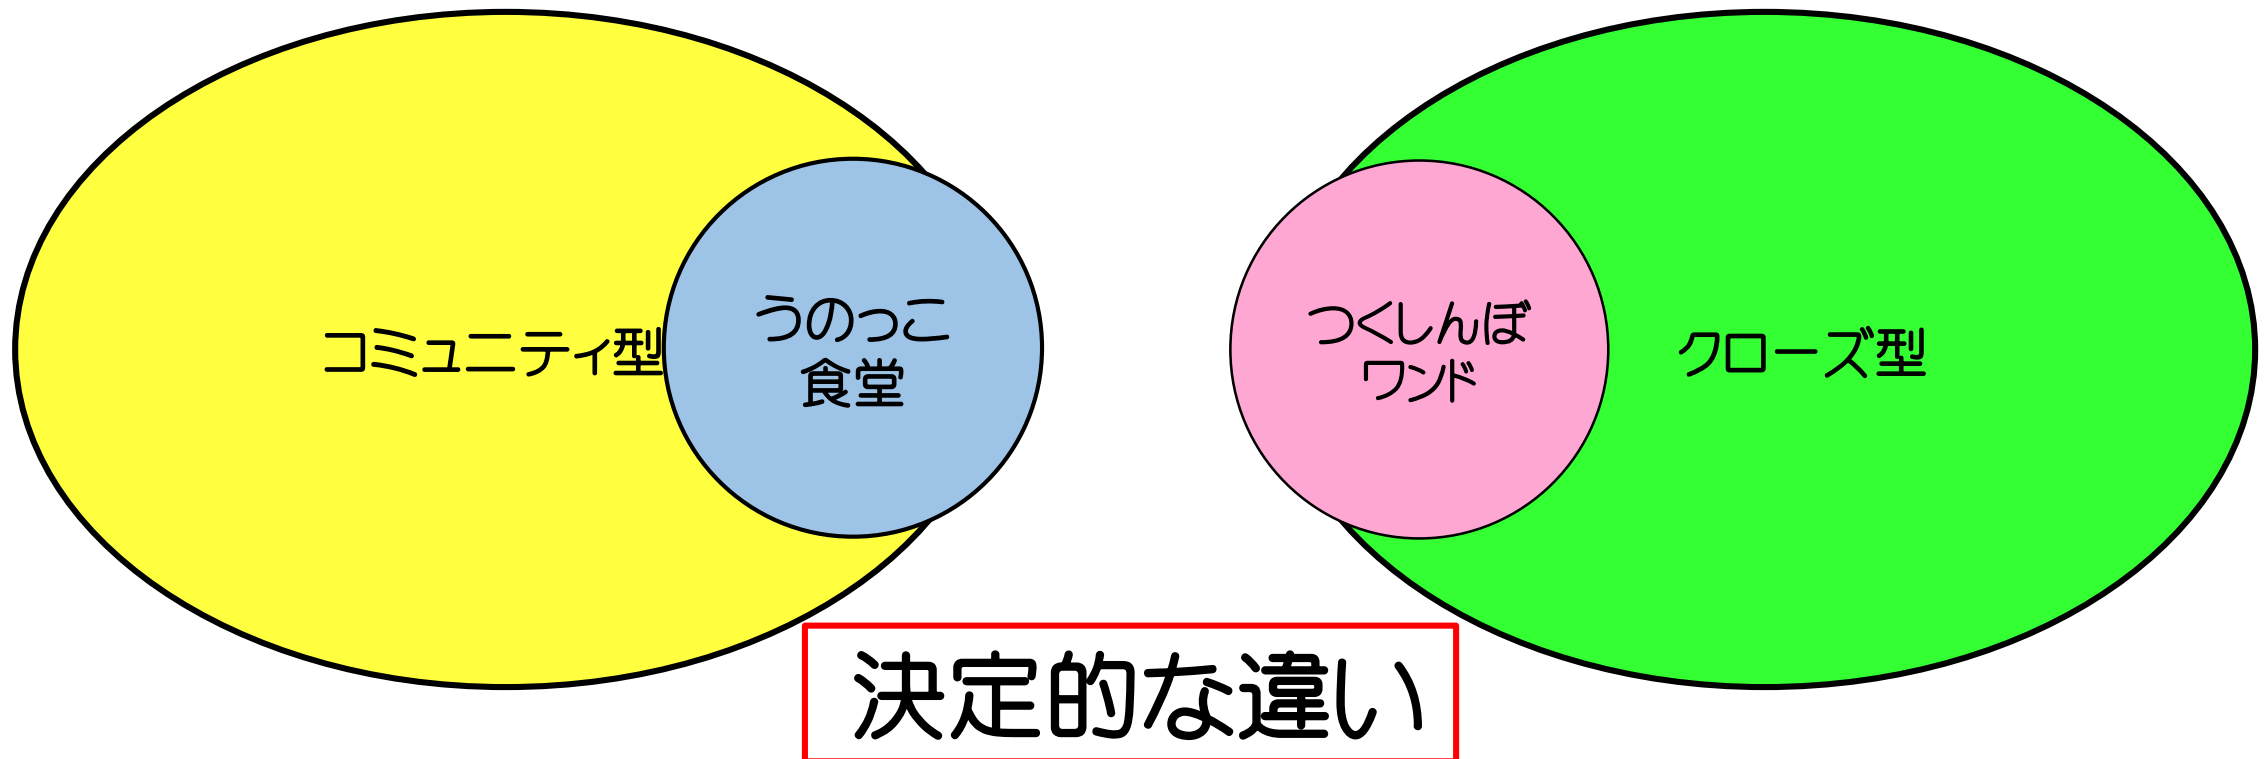 コミュニティ型
うのっこ
食堂
つくしんぼ
ワンド
クローズ型
決定的な違い